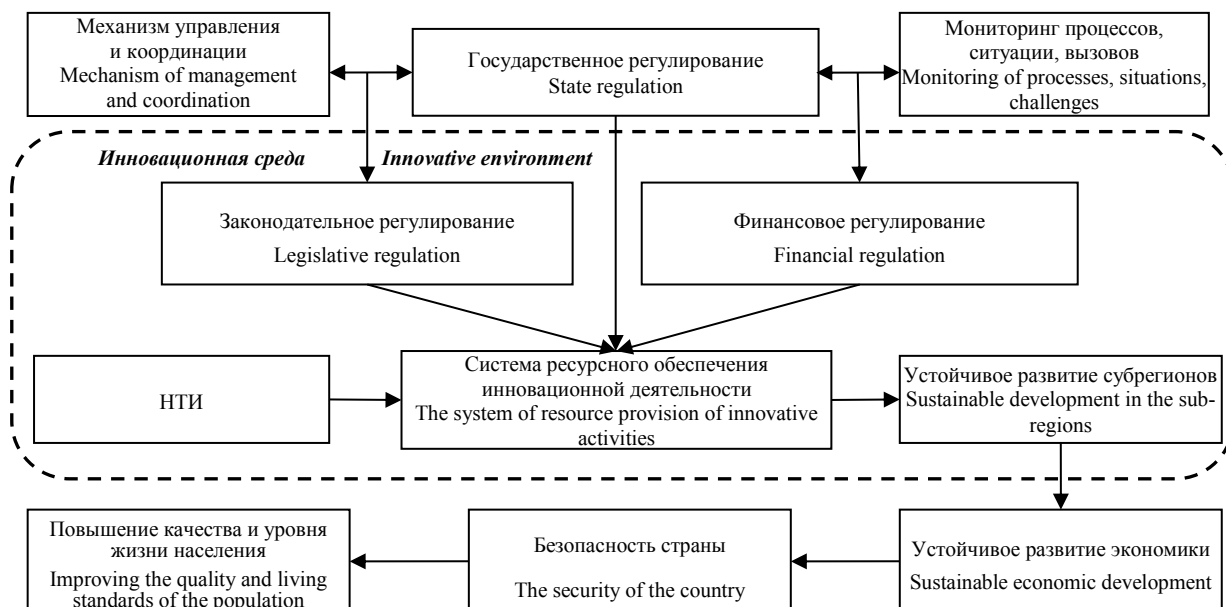 Механизм управления
и координации
Mechanism of management
and coordination
Государственное регулирование
State regulation
Мониторинг процессов,
ситуации, вызовов
Monitoring of processes, situations,
challenges
Инновационная среда
Innovative environment
Законодательное регулирование
Legislative regulation
Финансовое регулирование
Financial regulation
НТИ
Система ресурсного обеспечения
инновационной деятельности
The system of resource provision of innovative
activities
Устойчивое развитие субрегионов
Sustainable development in the sub-
regions
Повышение качества и уровня
жизни населения
Improving the quality and living
standards of the population
Безопасность страны
The security of the country
Устойчивое развитие экономики
Sustainable economic development